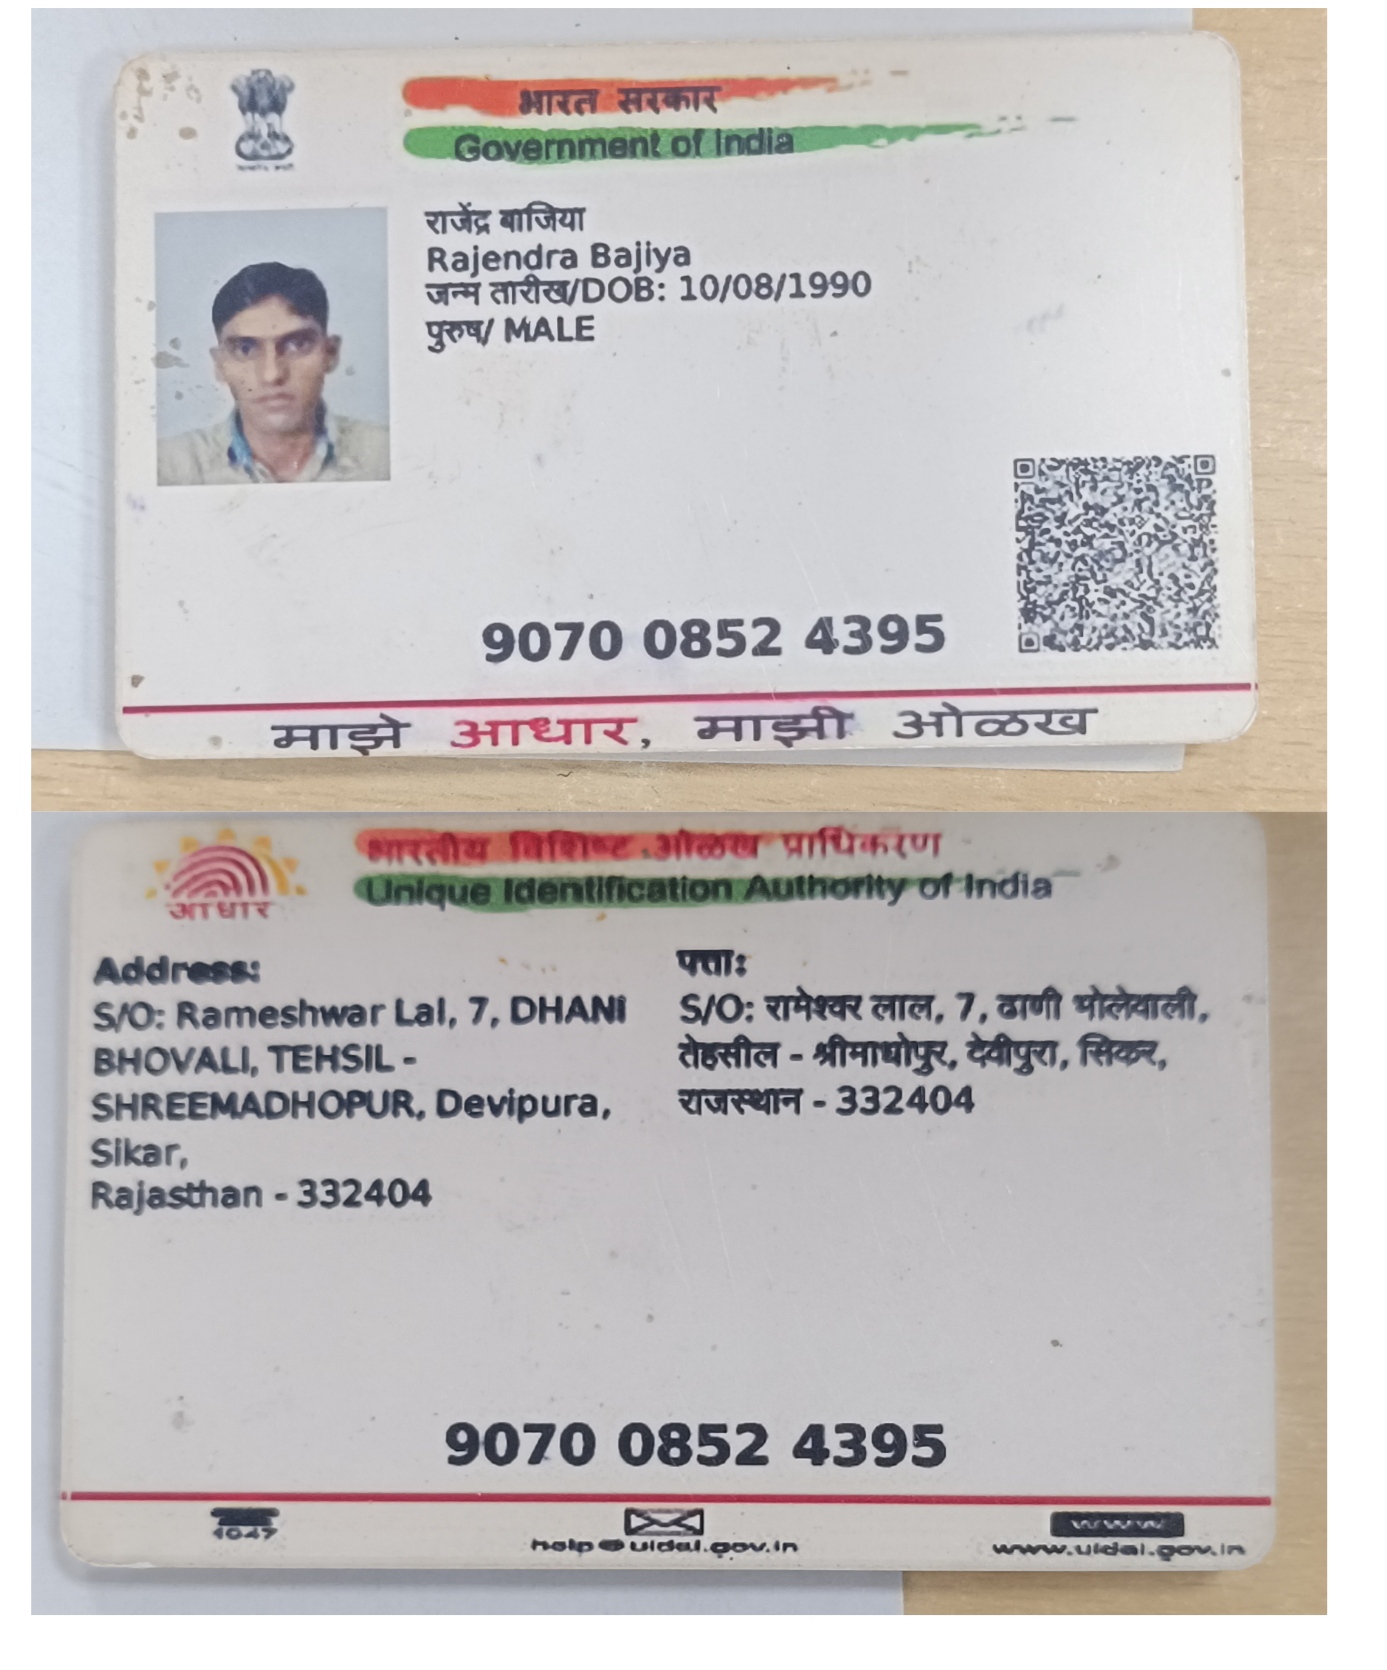 भारत सरकार
Government of India
राजेंद्र बाजिया
Rajendra Bajiya
जन्म तारीख/DOB: 10/08/1990
पुरुष/ MALE
9070 0852 4395
माझे आधार, माझी ओळख
भारतीय विशिष्ट ओळख प्राधिकरण
Unique Identification Authority of India
आधार
Address:
S/O: Rameshwar Lal, 7, DHANI
BHOVALI, TEHSIL -
SHREEMADHOPUR, Devipura,
Sikar,
Rajasthan - 332404
पत्ता:
S/O: रामेश्वर लाल, 7, ढाणी भोलेवाली,
तेहसील - श्रीमाधोपुर, देवीपुरा, सिकर,
राजस्थान - 332404
9070 0852 4395
1947
help@uidai.gov.in
www
www.uidai.gov.in